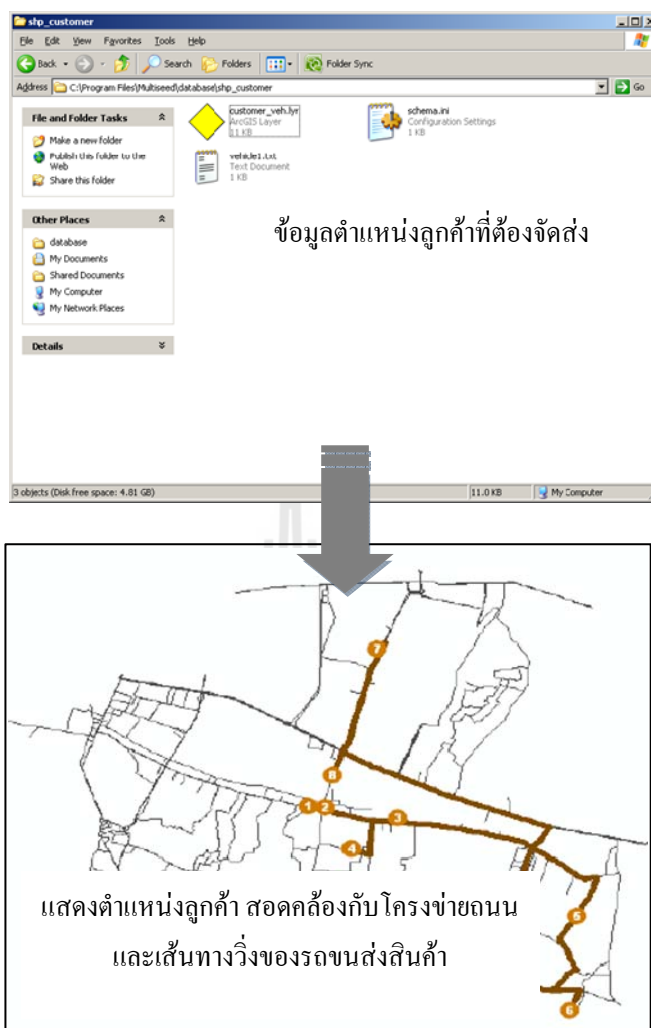 shp_customer
File Edit View Favorites Tools Help
Back Search Folders Folder Sync
Address C:\Program Files\Multiseed\database\shp_customer Go
File and Folder Tasks
Make a new folder
Publish this folder to the Web
Share this folder
Other Places
database
My Documents
Shared Documents
My Computer
My Network Places
Details
customer_veh.lyr
ArcGIS Layer
11 KB
schema.ini
Configuration Settings
1 KB
vehicle1.txt
Text Document
1 KB
ข้อมูลตำแหน่งลูกค้าที่ต้องจัดส่ง
3 objects (Disk free space: 4.81 GB) 11.0 KB My Computer
7
8
1 2 3
4
5
6
แสดงตำแหน่งลูกค้า สอดคล้องกับโครงข่ายถนน
และเส้นทางวิ่งของรถขนส่งสินค้า